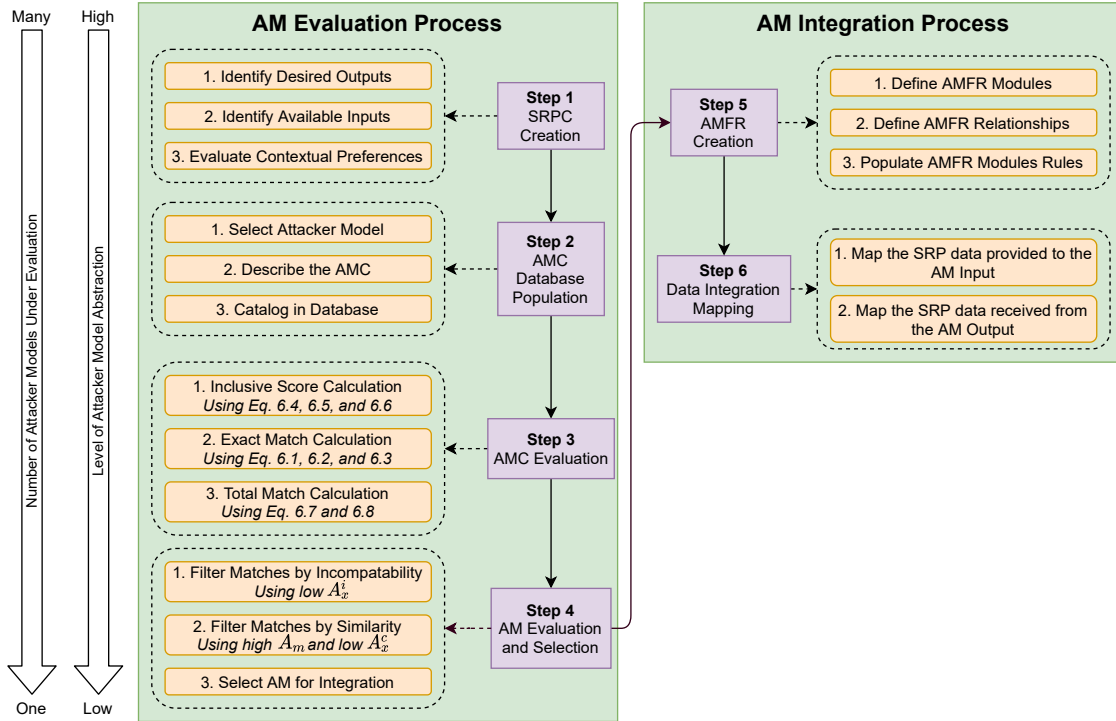 Many
High
Number of Attacker Models Under Evaluation
Level of Attacker Model Abstraction
One
Low
AM Evaluation Process
1. Identify Desired Outputs
2. Identify Available Inputs
3. Evaluate Contextual Preferences
Step 1
SRPC
Creation
1. Select Attacker Model
2. Describe the AMC
3. Catalog in Database
Step 2
AMC
Database
Population
1. Inclusive Score Calculation
Using Eq. 6.4, 6.5, and 6.6
2. Exact Match Calculation
Using Eq. 6.1, 6.2, and 6.3
3. Total Match Calculation
Using Eq. 6.7 and 6.8
Step 3
AMC Evaluation
1. Filter Matches by Incompatability
Using low $A_x^i$
2. Filter Matches by Similarity
Using high $A_m$ and low $A_x^c$
3. Select AM for Integration
Step 4
AM Evaluation
and Selection
AM Integration Process
Step 5
AMFR
Creation
1. Define AMFR Modules
2. Define AMFR Relationships
3. Populate AMFR Modules Rules
Step 6
Data Integration
Mapping
1. Map the SRP data provided to the
AM Input
2. Map the SRP data received from
the AM Output